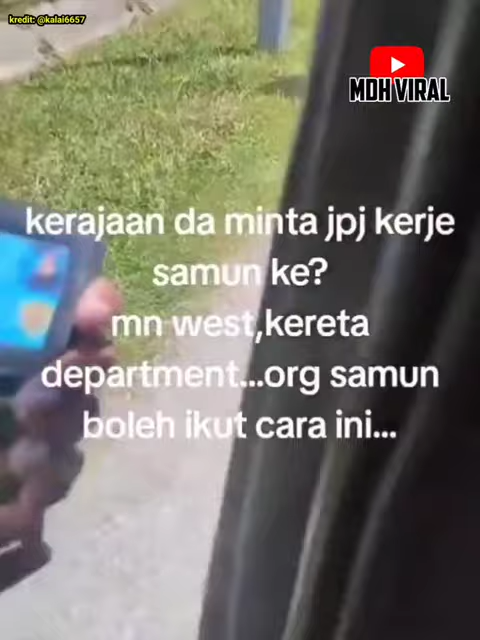 kredit: @kalai6657
MDH VIRAL
kerajaan da minta jpj kerje
samun ke?
mn west,kereta
department...org samun
boleh ikut cara ini...